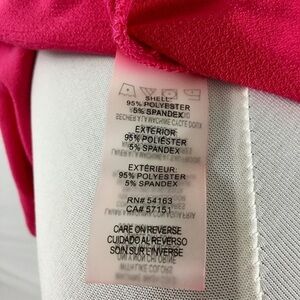 SHELL:
95% POLYESTER
5% SPANDEX
EXTERIOR:
95% POLIÉSTER
5% SPANDEX
EXTÉRIEUR:
95% POLYESTER
5% SPANDEX
RN# 54163
CA# 57151
CARE ON REVERSE
CUIDADO AL REVERSO
SOIN SUR L'INVERSE